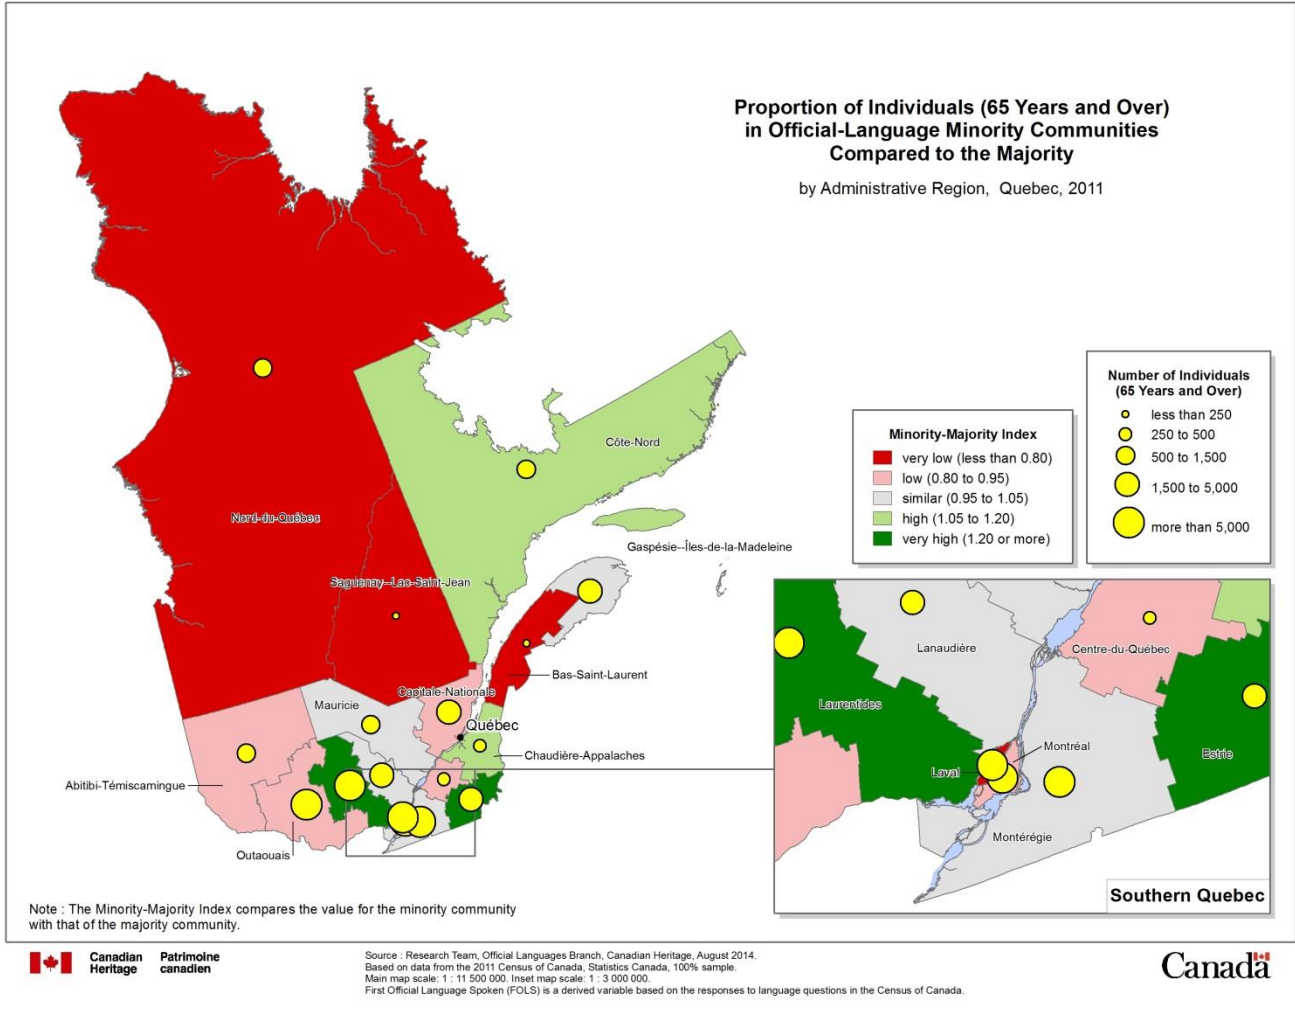 Proportion of Individuals (65 Years and Over)
in Official-Language Minority Communities
Compared to the Majority
by Administrative Region, Quebec, 2011
Number of Individuals
(65 Years and Over)
less than 250
250 to 500
500 to 1,500
1,500 to 5,000
more than 5,000
Minority-Majority Index
very low (less than 0.80)
low (0.80 to 0.95)
similar (0.95 to 1.05)
high (1.05 to 1.20)
very high (1.20 or more)
Côte-Nord
Nord-du-Québec
Gaspésie--Îles-de-la-Madeleine
Saguenay--Lac-Saint-Jean
Bas-Saint-Laurent
Capitale-Nationale
Mauricie
Québec
Chaudière-Appalaches
Abitibi-Témiscamingue
Outaouais
Lanaudière
Centre-du-Québec
Laurentides
Montréal
Estrie
Laval
Montérégie
Southern Quebec
Note : The Minority-Majority Index compares the value for the minority community
with that of the majority community.
Canadian Heritage
Patrimoine canadien
Source : Research Team, Official Languages Branch, Canadian Heritage, August 2014.
Based on data from the 2011 Census of Canada, Statistics Canada, 100% sample.
Main map scale: 1 : 11 500 000. Inset map scale: 1 : 3 000 000.
First Official Language Spoken (FOLS) is a derived variable based on the responses to language questions in the Census of Canada.
Canada